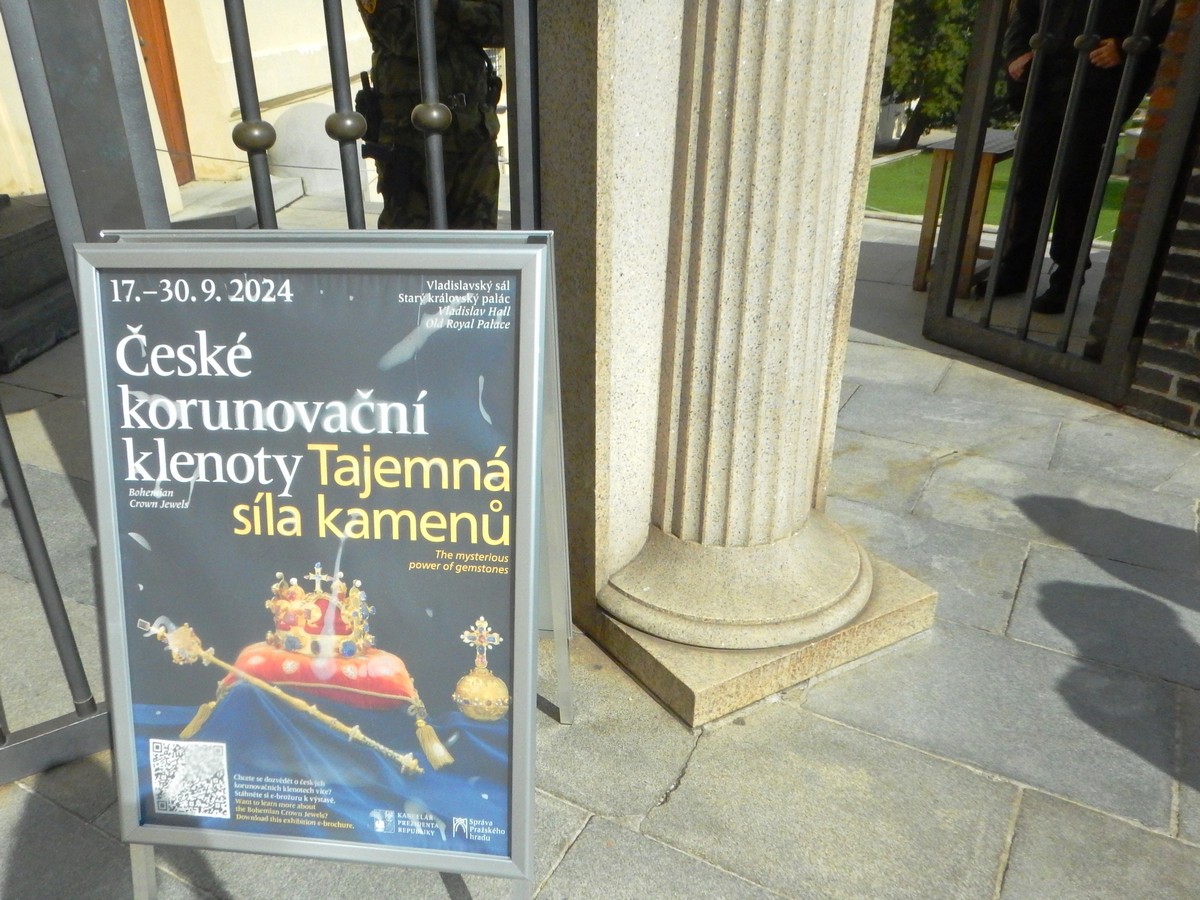 17.–30. 9. 2024
Vladislavský sál
Starý královský palác
Vladislav Hall
Old Royal Palace
České
korunovační
klenoty Tajemná
Bohemian
Crown Jewels
síla kamenů
The mysterious
power of gemstones
Chcete se dozvědět o českých
korunovačních klenotech více?
Stáhněte si e-brožuru k výstavě.
Want to learn more about
the Bohemian Crown Jewels?
Download this exhibition e-brochure.
KANCELÁŘ
PREZIDENTA
REPUBLIKY
Správa
Pražského
hradu